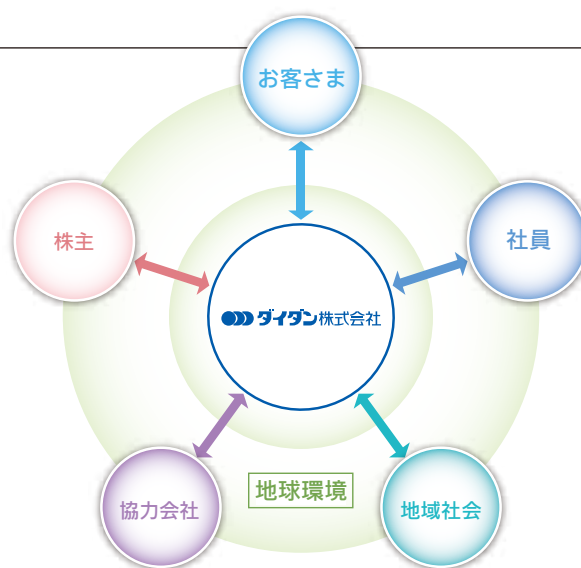 お客さま
株主
社員
ダイダン株式会社
協力会社
地球環境
地域社会